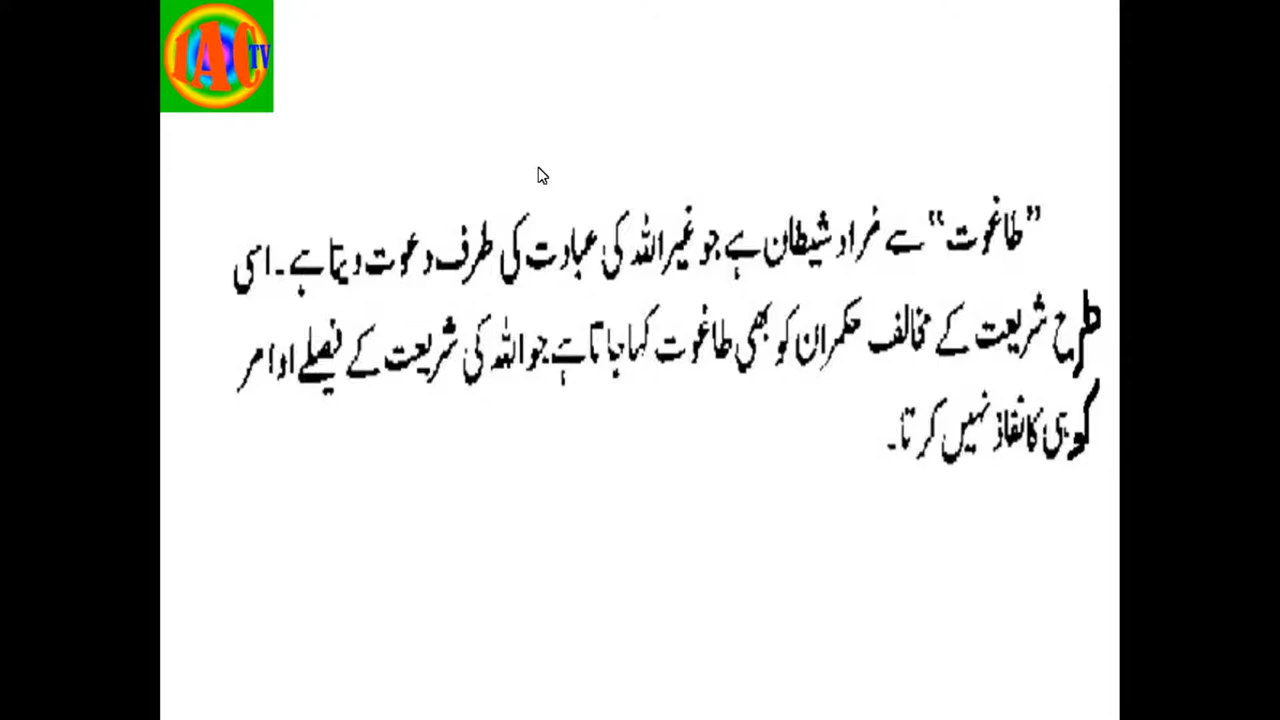 1AC TV
”طاغوت“ سے مراد شیطان ہے جو غیر اللہ کی عبادت کی طرف دعوت دیتا ہے۔ اسی
طرح شریعت کے مخالف حکمران کو بھی طاغوت کہا جاتا ہے جو اللہ کی شریعت کے فیصلے اوامر
کو ہی کا نفاذ نہیں کرتا۔